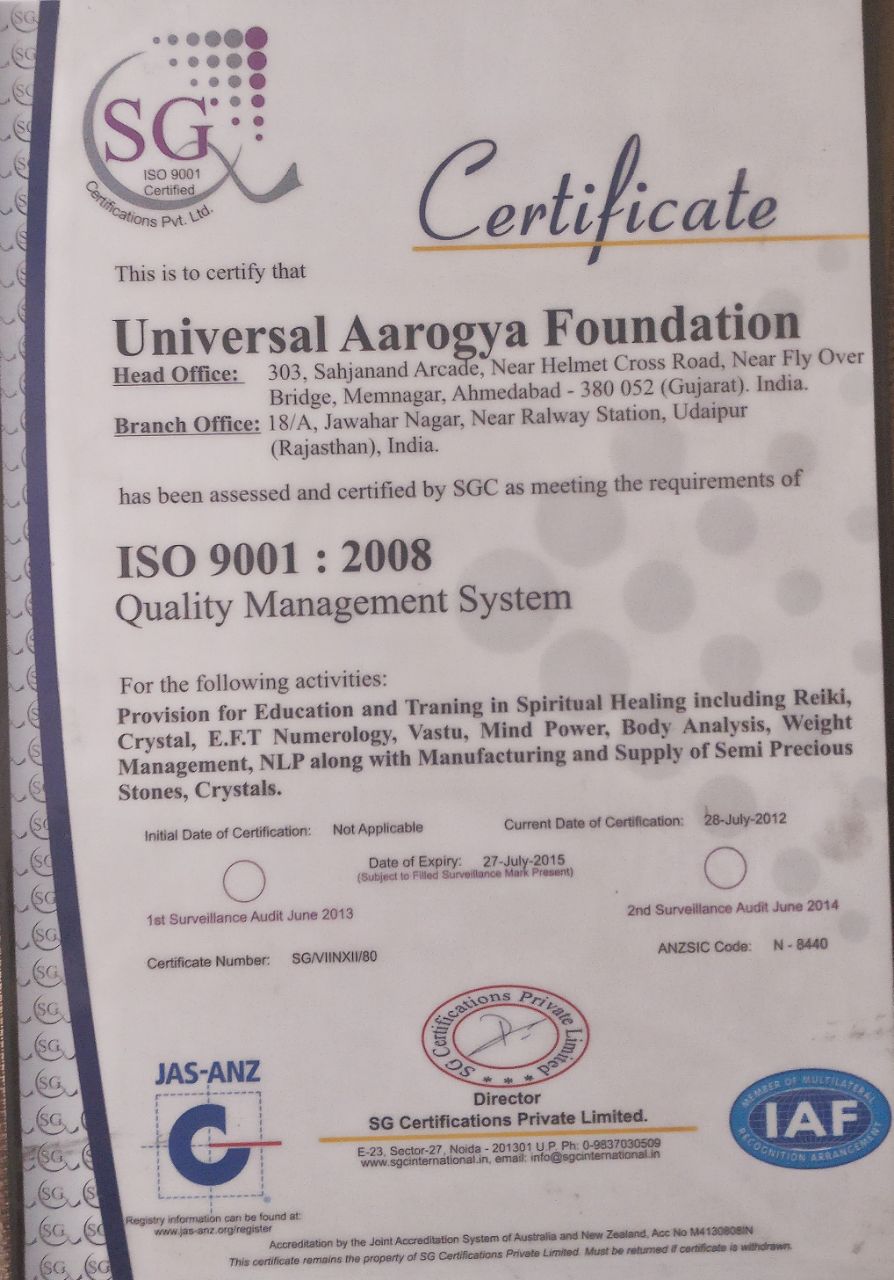 SG
ISO 9001
Certified
Certifications Pvt. Ltd.
Certificate
This is to certify that
Universal Aarogya Foundation
Head Office: 303, Sahjanand Arcade, Near Helmet Cross Road, Near Fly Over
Bridge, Memnagar, Ahmedabad - 380 052 (Gujarat). India.
Branch Office: 18/A, Jawahar Nagar, Near Ralway Station, Udaipur
(Rajasthan), India.
has been assessed and certified by SGC as meeting the requirements of
ISO 9001 : 2008
Quality Management System
For the following activities:
Provision for Education and Traning in Spiritual Healing including Reiki,
Crystal, E.F.T Numerology, Vastu, Mind Power, Body Analysis, Weight
Management, NLP along with Manufacturing and Supply of Semi Precious
Stones, Crystals.
Initial Date of Certification: Not Applicable Current Date of Certification: 28-July-2012
Date of Expiry: 27-July-2015
(Subject to Filled Surveillance Mark Present)
1st Surveillance Audit June 2013 2nd Surveillance Audit June 2014
Certificate Number: SG/VIINXII/80 ANZSIC Code: N - 8440
SG Certifications Private Limited
JAS-ANZ
Director
SG Certifications Private Limited.
MEMBER OF MULTILATERAL
IAF
RECOGNITION ARRANGEMENT
E-23, Sector-27, Noida - 201301 U.P. Ph: 0-9837030509
www.sgcinternational.in, email: info@sgcinternational.in
Registry information can be found at:
www.jas-anz.org/register
Accreditation by the Joint Accreditation System of Australia and New Zealand, Acc No M4130808IN
This certificate remains the property of SG Certifications Private Limited. Must be returned if certificate is withdrawn.